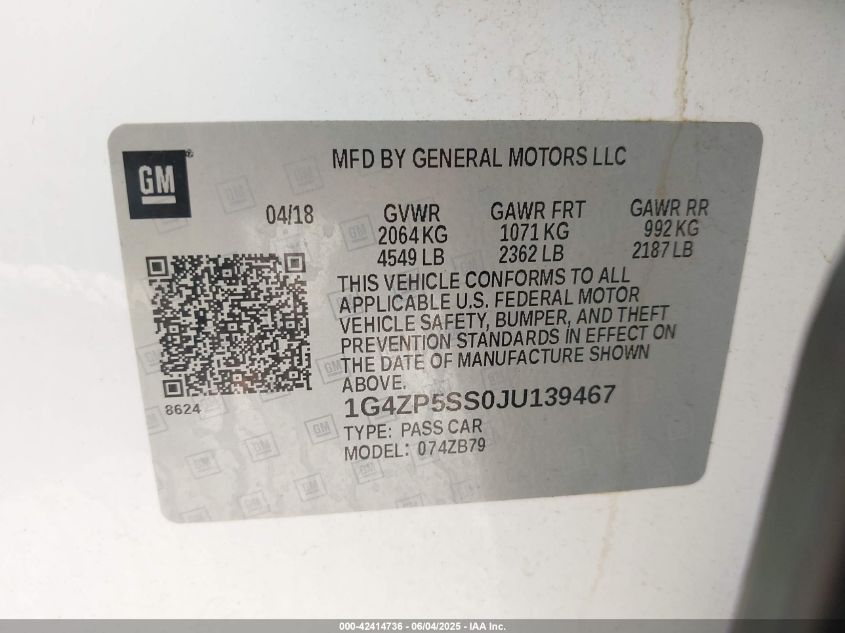 GM
MFD BY GENERAL MOTORS LLC
04/18
GVWR
2064 KG
4549 LB
GAWR FRT
1071 KG
2362 LB
GAWR RR
992 KG
2187 LB
THIS VEHICLE CONFORMS TO ALL
APPLICABLE U.S. FEDERAL MOTOR
VEHICLE SAFETY, BUMPER, AND THEFT
PREVENTION STANDARDS IN EFFECT ON
THE DATE OF MANUFACTURE SHOWN
ABOVE.
8624
1G4ZP5SS0JU139467
TYPE: PASS CAR
MODEL: 074ZB79
000-42414736 - 06/04/2025 - IAA Inc.